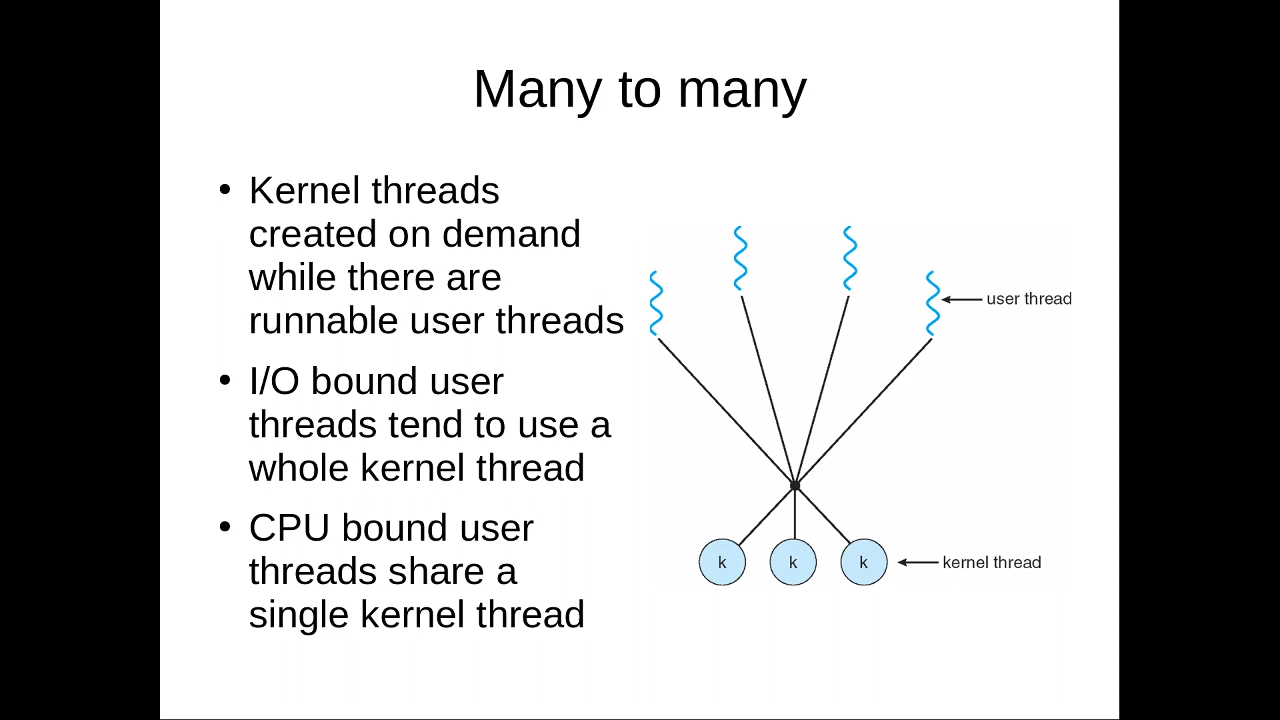 Many to many
• Kernel threads
created on demand
while there are
runnable user threads
• I/O bound user
threads tend to use a
whole kernel thread
• CPU bound user
threads share a
single kernel thread
user thread
k k k
kernel thread